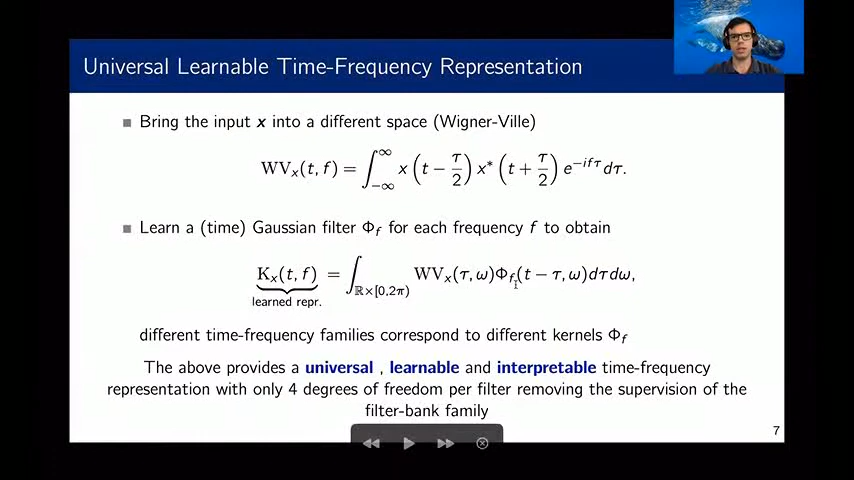 Universal Learnable Time-Frequency Representation
Bring the input x into a different space (Wigner-Ville)
WVₓ(t, f) = ∫_{−∞}^{∞} x (t − τ/2) x* (t + τ/2) e^{−ifτ} dτ.
Learn a (time) Gaussian filter Φ_f for each frequency f to obtain
Kₓ(t, f) = ∫_{ℝ×[0,2π)} WVₓ(τ, ω)Φ_f(t − τ, ω)dτdω,
learned repr.
different time-frequency families correspond to different kernels Φ_f
The above provides a universal , learnable and interpretable time-frequency
representation with only 4 degrees of freedom per filter removing the supervision of the
filter-bank family
7